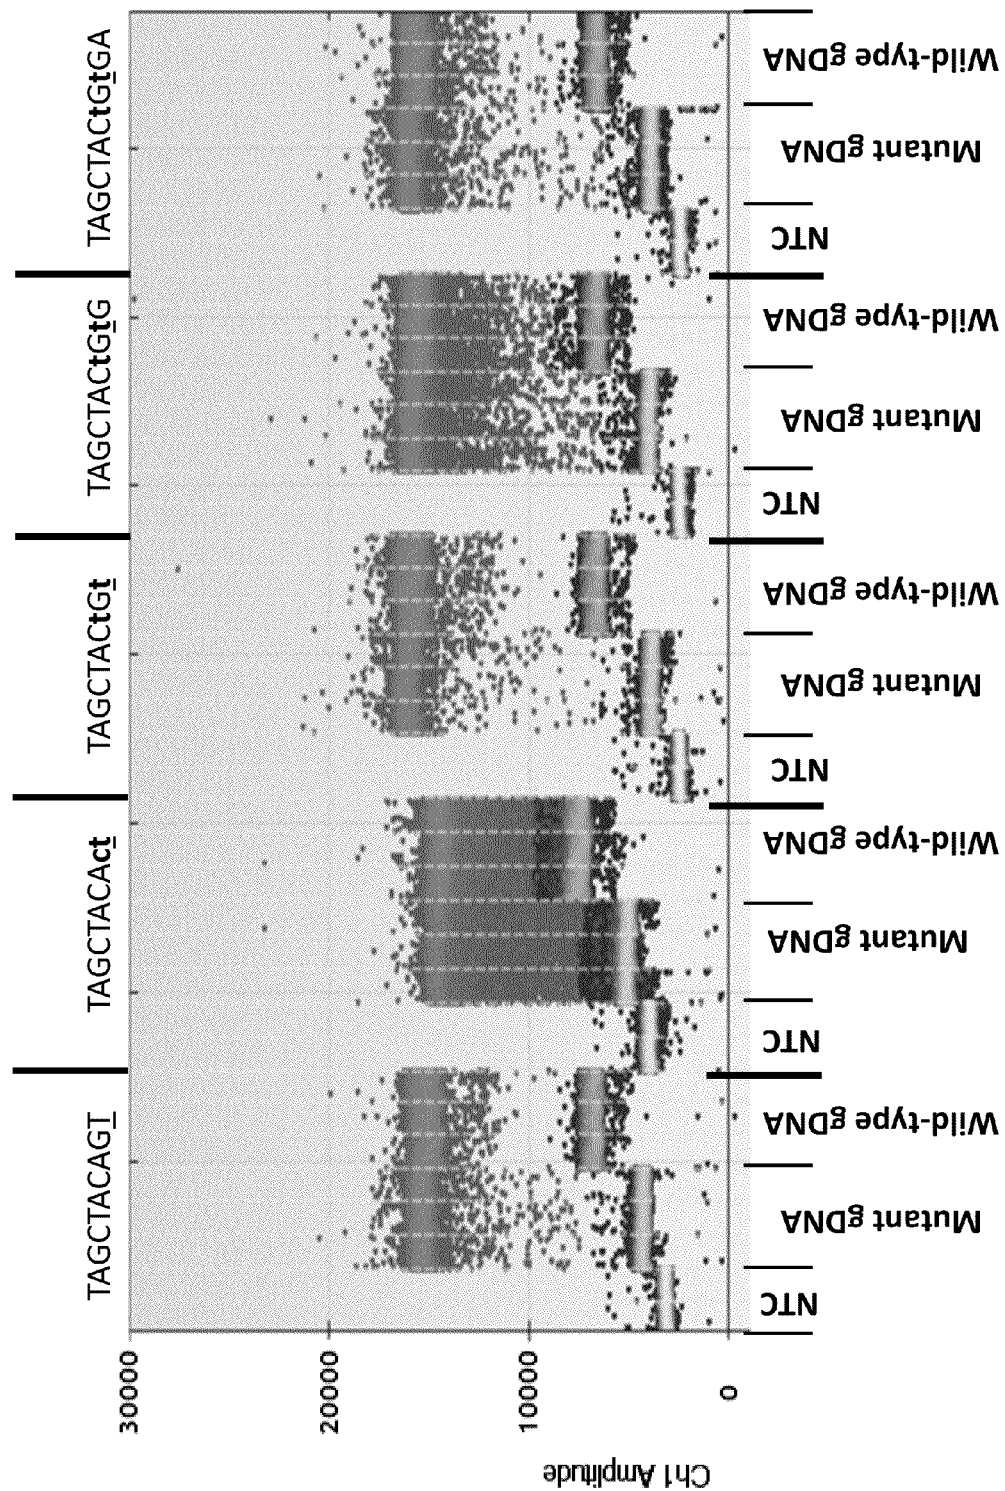 TAGCTACAGT
TAGCTACAct
TAGCTACtGt
TAGCTACtGtG
TAGCTACtGtGA
30000
20000
10000
0
Ch1 Amplitude
NTC
Mutant gDNA
Wild-type gDNA
NTC
Mutant gDNA
Wild-type gDNA
NTC
Mutant gDNA
Wild-type gDNA
NTC
Mutant gDNA
Wild-type gDNA
NTC
Mutant gDNA
Wild-type gDNA